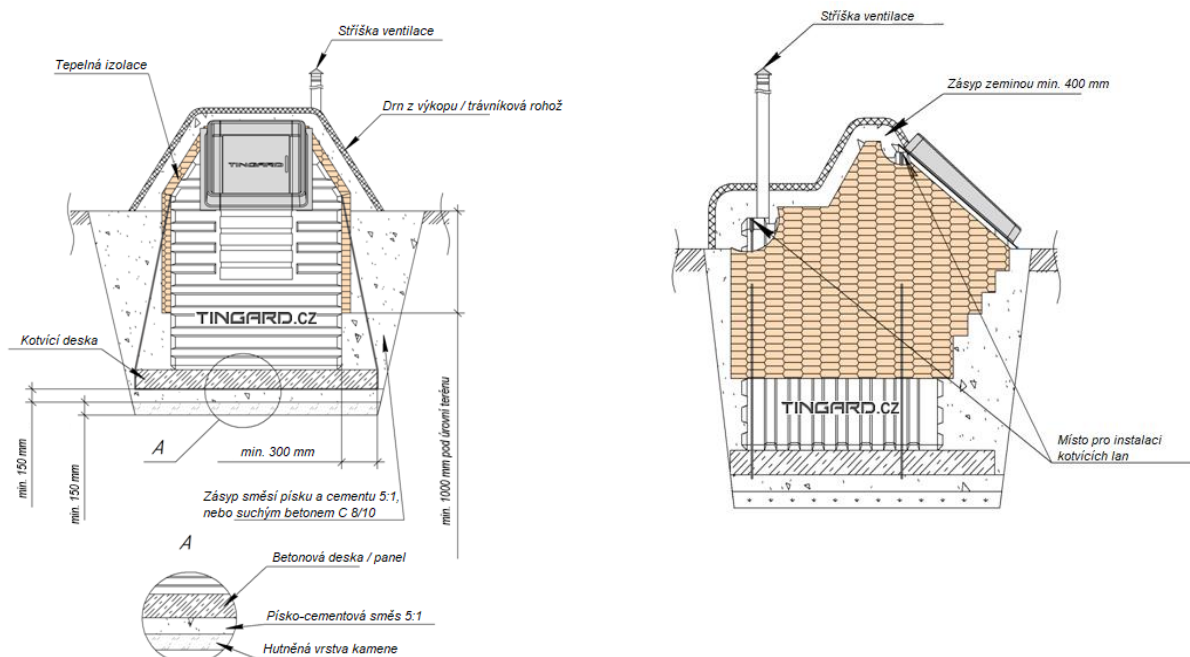 Stříška ventilace
Tepelná izolace
Drn z výkopu / trávníková rohož
TINGARD
TINGARD.CZ
Kotvící deska
A
min. 300 mm
min. 150 mm
min. 150 mm
min. 1000 mm pod úrovní terénu
Zásyp směsí písku a cementu 5:1,
nebo suchým betonem C 8/10
A
Betonová deska / panel
Písko-cementová směs 5:1
Hutněná vrstva kamene
Stříška ventilace
Zásyp zeminou min. 400 mm
TINGARD.CZ
Místo pro instalaci
kotvících lan